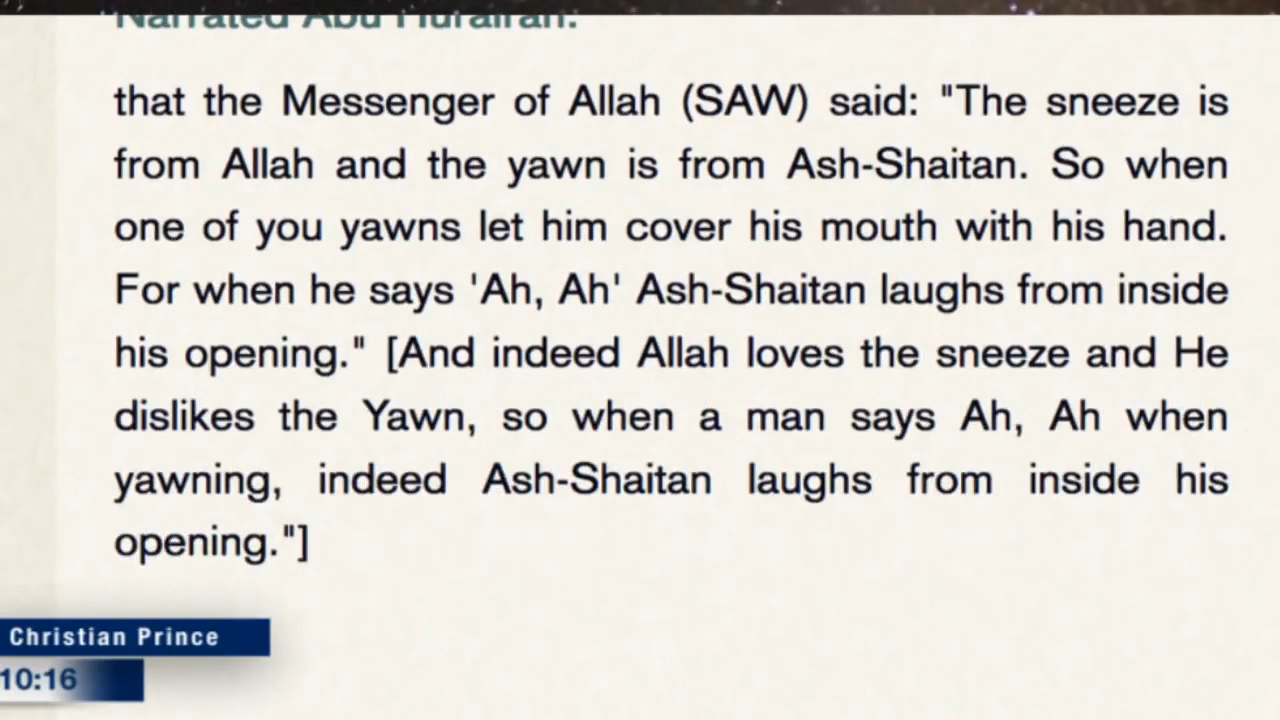 "Narrated Abu Hurairah:
that the Messenger of Allah (SAW) said: "The sneeze is
from Allah and the yawn is from Ash-Shaitan. So when
one of you yawns let him cover his mouth with his hand.
For when he says 'Ah, Ah' Ash-Shaitan laughs from inside
his opening." [And indeed Allah loves the sneeze and He
dislikes the Yawn, so when a man says Ah, Ah when
yawning, indeed Ash-Shaitan laughs from inside his
opening."]
Christian Prince
10:16